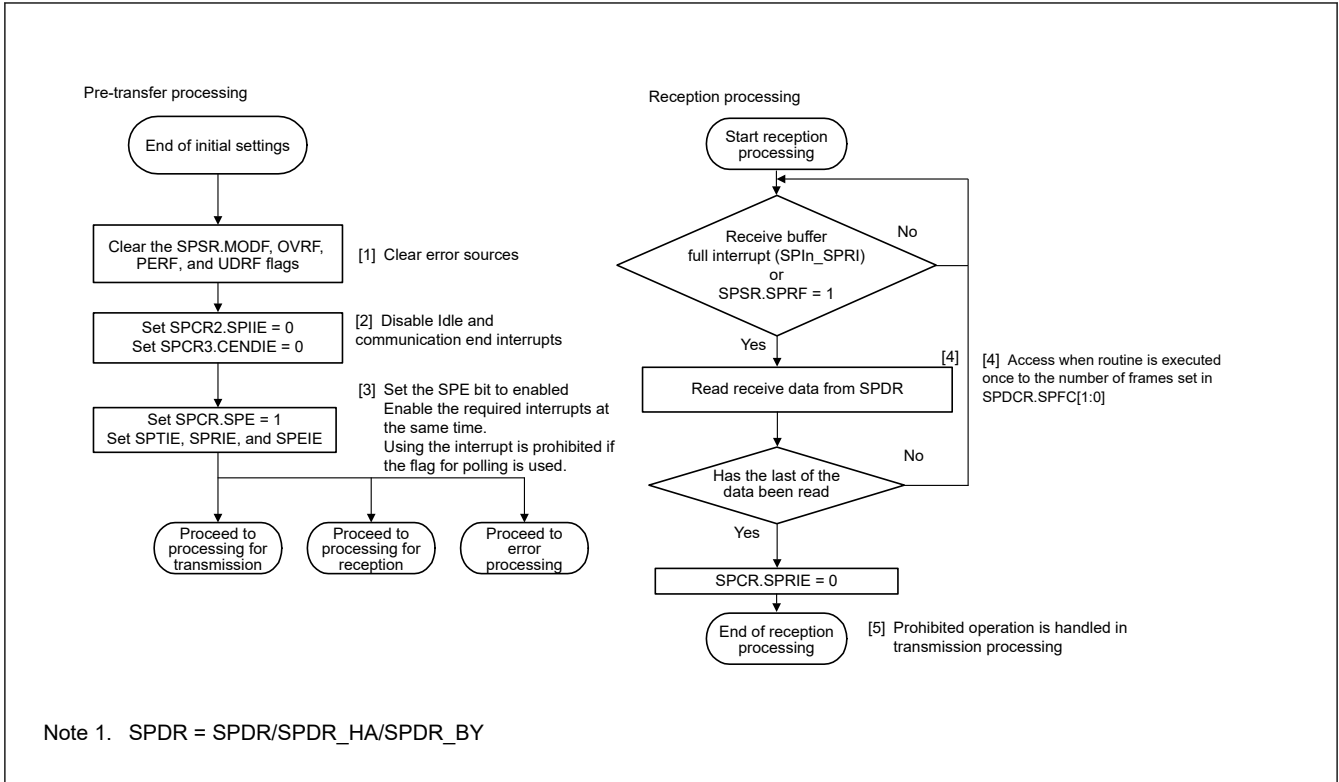 Pre-transfer processing
End of initial settings
Clear the SPSR.MODF, OVRF,
PERF, and UDRF flags
[1] Clear error sources
Set SPCR2.SPIIE = 0
Set SPCR3.CENDIE = 0
[2] Disable Idle and
communication end interrupts
Set SPCR.SPE = 1
Set SPTIE, SPRIE, and SPEIE
[3] Set the SPE bit to enabled
Enable the required interrupts at
the same time.
Using the interrupt is prohibited if
the flag for polling is used.
Proceed to
processing for
transmission
Proceed to
processing for
reception
Proceed to
error
processing
Reception processing
Start reception
processing
Receive buffer
full interrupt (SPIn_SPRI)
or
SPSR.SPRF = 1
No
Yes
[4]
Read receive data from SPDR
[4] Access when routine is executed
once to the number of frames set in
SPDCR.SPFC[1:0]
Has the last of the
data been read
No
Yes
SPCR.SPRIE = 0
End of reception
processing
[5] Prohibited operation is handled in
transmission processing
Note 1. SPDR = SPDR/SPDR_HA/SPDR_BY